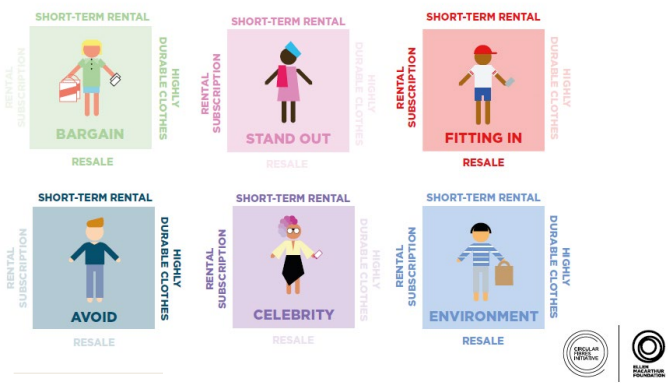 SHORT-TERM RENTAL
RENTAL
SUBSCRIPTION
HIGHLY
DURABLE CLOTHES
BARGAIN
RESALE
SHORT-TERM RENTAL
RENTAL
SUBSCRIPTION
HIGHLY
DURABLE CLOTHES
STAND OUT
RESALE
SHORT-TERM RENTAL
RENTAL
SUBSCRIPTION
HIGHLY
DURABLE CLOTHES
FITTING IN
RESALE
SHORT-TERM RENTAL
RENTAL
SUBSCRIPTION
HIGHLY
DURABLE CLOTHES
AVOID
RESALE
SHORT-TERM RENTAL
RENTAL
SUBSCRIPTION
HIGHLY
DURABLE CLOTHES
CELEBRITY
RESALE
SHORT-TERM RENTAL
RENTAL
SUBSCRIPTION
HIGHLY
DURABLE CLOTHES
ENVIRONMENT
RESALE
CIRCULAR
FIBRES
INITIATIVE
ELLEN
MACARTHUR
FOUNDATION